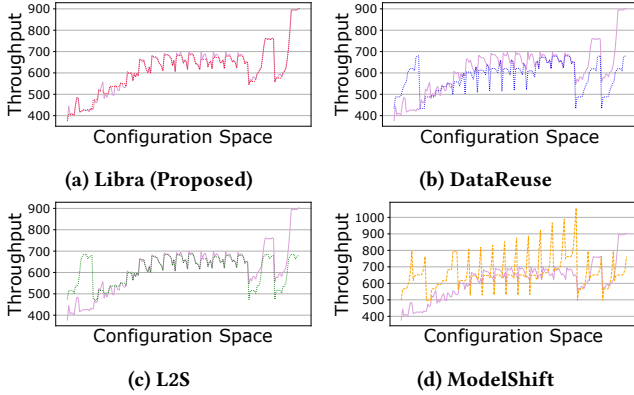 900
800
700
600
500
400
Throughput
Configuration Space
(a) Libra (Proposed)
1000
900
800
700
600
500
400
Throughput
Configuration Space
(b) DataReuse
900
800
700
600
500
400
Throughput
Configuration Space
(c) L2S
1000
900
800
700
600
500
400
Throughput
Configuration Space
(d) ModelShift